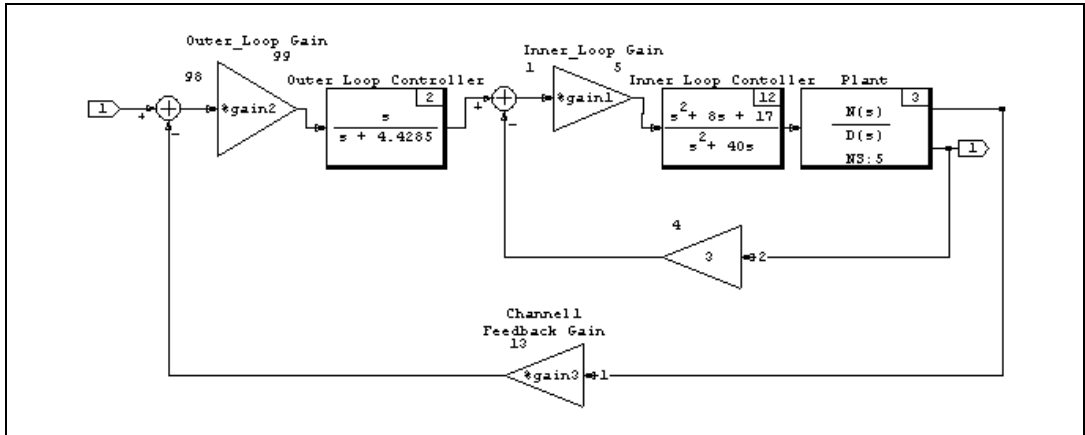 Outer_Loop Gain
99
98
%gain2
1
+
-
Outer Loop Controller
2
s
s + 4.4285
Inner_Loop Gain
1
5
%gain1
+
-
Inner Loop Contoller
12
s2+ 8s + 17
s2+ 40s
Plant
3
N(s)
D(s)
NS:5
1
4
3
2
Channel1
Feedback Gain
13
%gain3
1